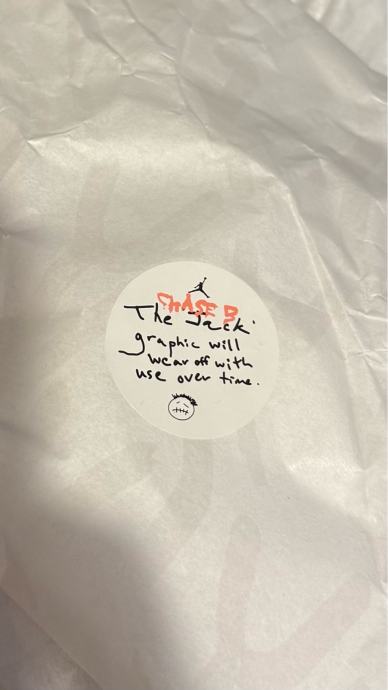 CHASE B
The Jack'
graphic will
wear off with
use over time.